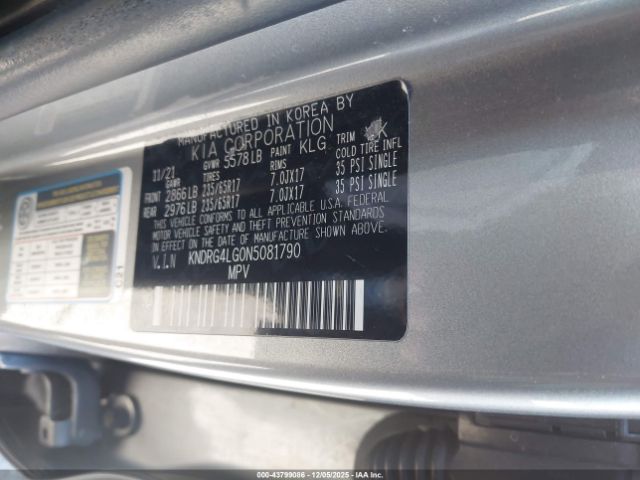 MANUFACTURED IN KOREA BY
KIA CORPORATION
11/21 GVWR 5578LB PAINT KLG TRIM
GAWR TIRES RIMS COLD TIRE INFL
FRONT 2866LB 235/65R17 7.0JX17 35 PSI SINGLE
REAR 2976LB 235/65R17 7.0JX17 35 PSI SINGLE
THIS VEHICLE CONFORMS TO ALL APPLICABLE U.S.A. FEDERAL
MOTOR VEHICLE SAFETY AND THEFT PREVENTION STANDARDS
IN EFFECT ON THE DATE OF MANUFACTURE SHOWN ABOVE.
V.I.N KNDRG4LG0N5081790
MPV
C21
000-43799086 • 12/05/2025 • IAAI.CA